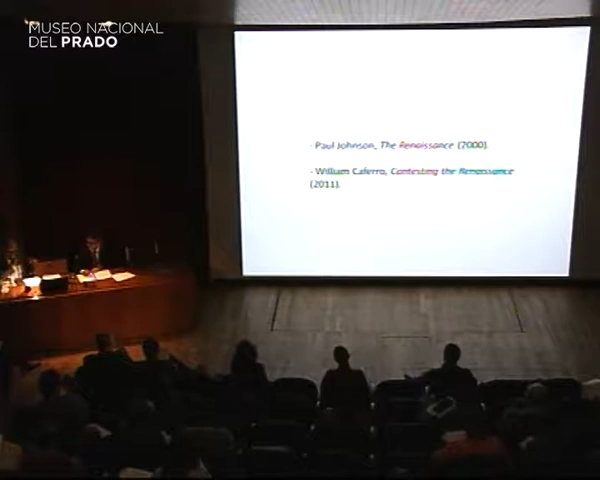 MUSEO NACIONAL
DEL PRADO
- Paul Johnson, The Renaissance (2000).
- William Caferro, Contesting the Renaissance
(2011).